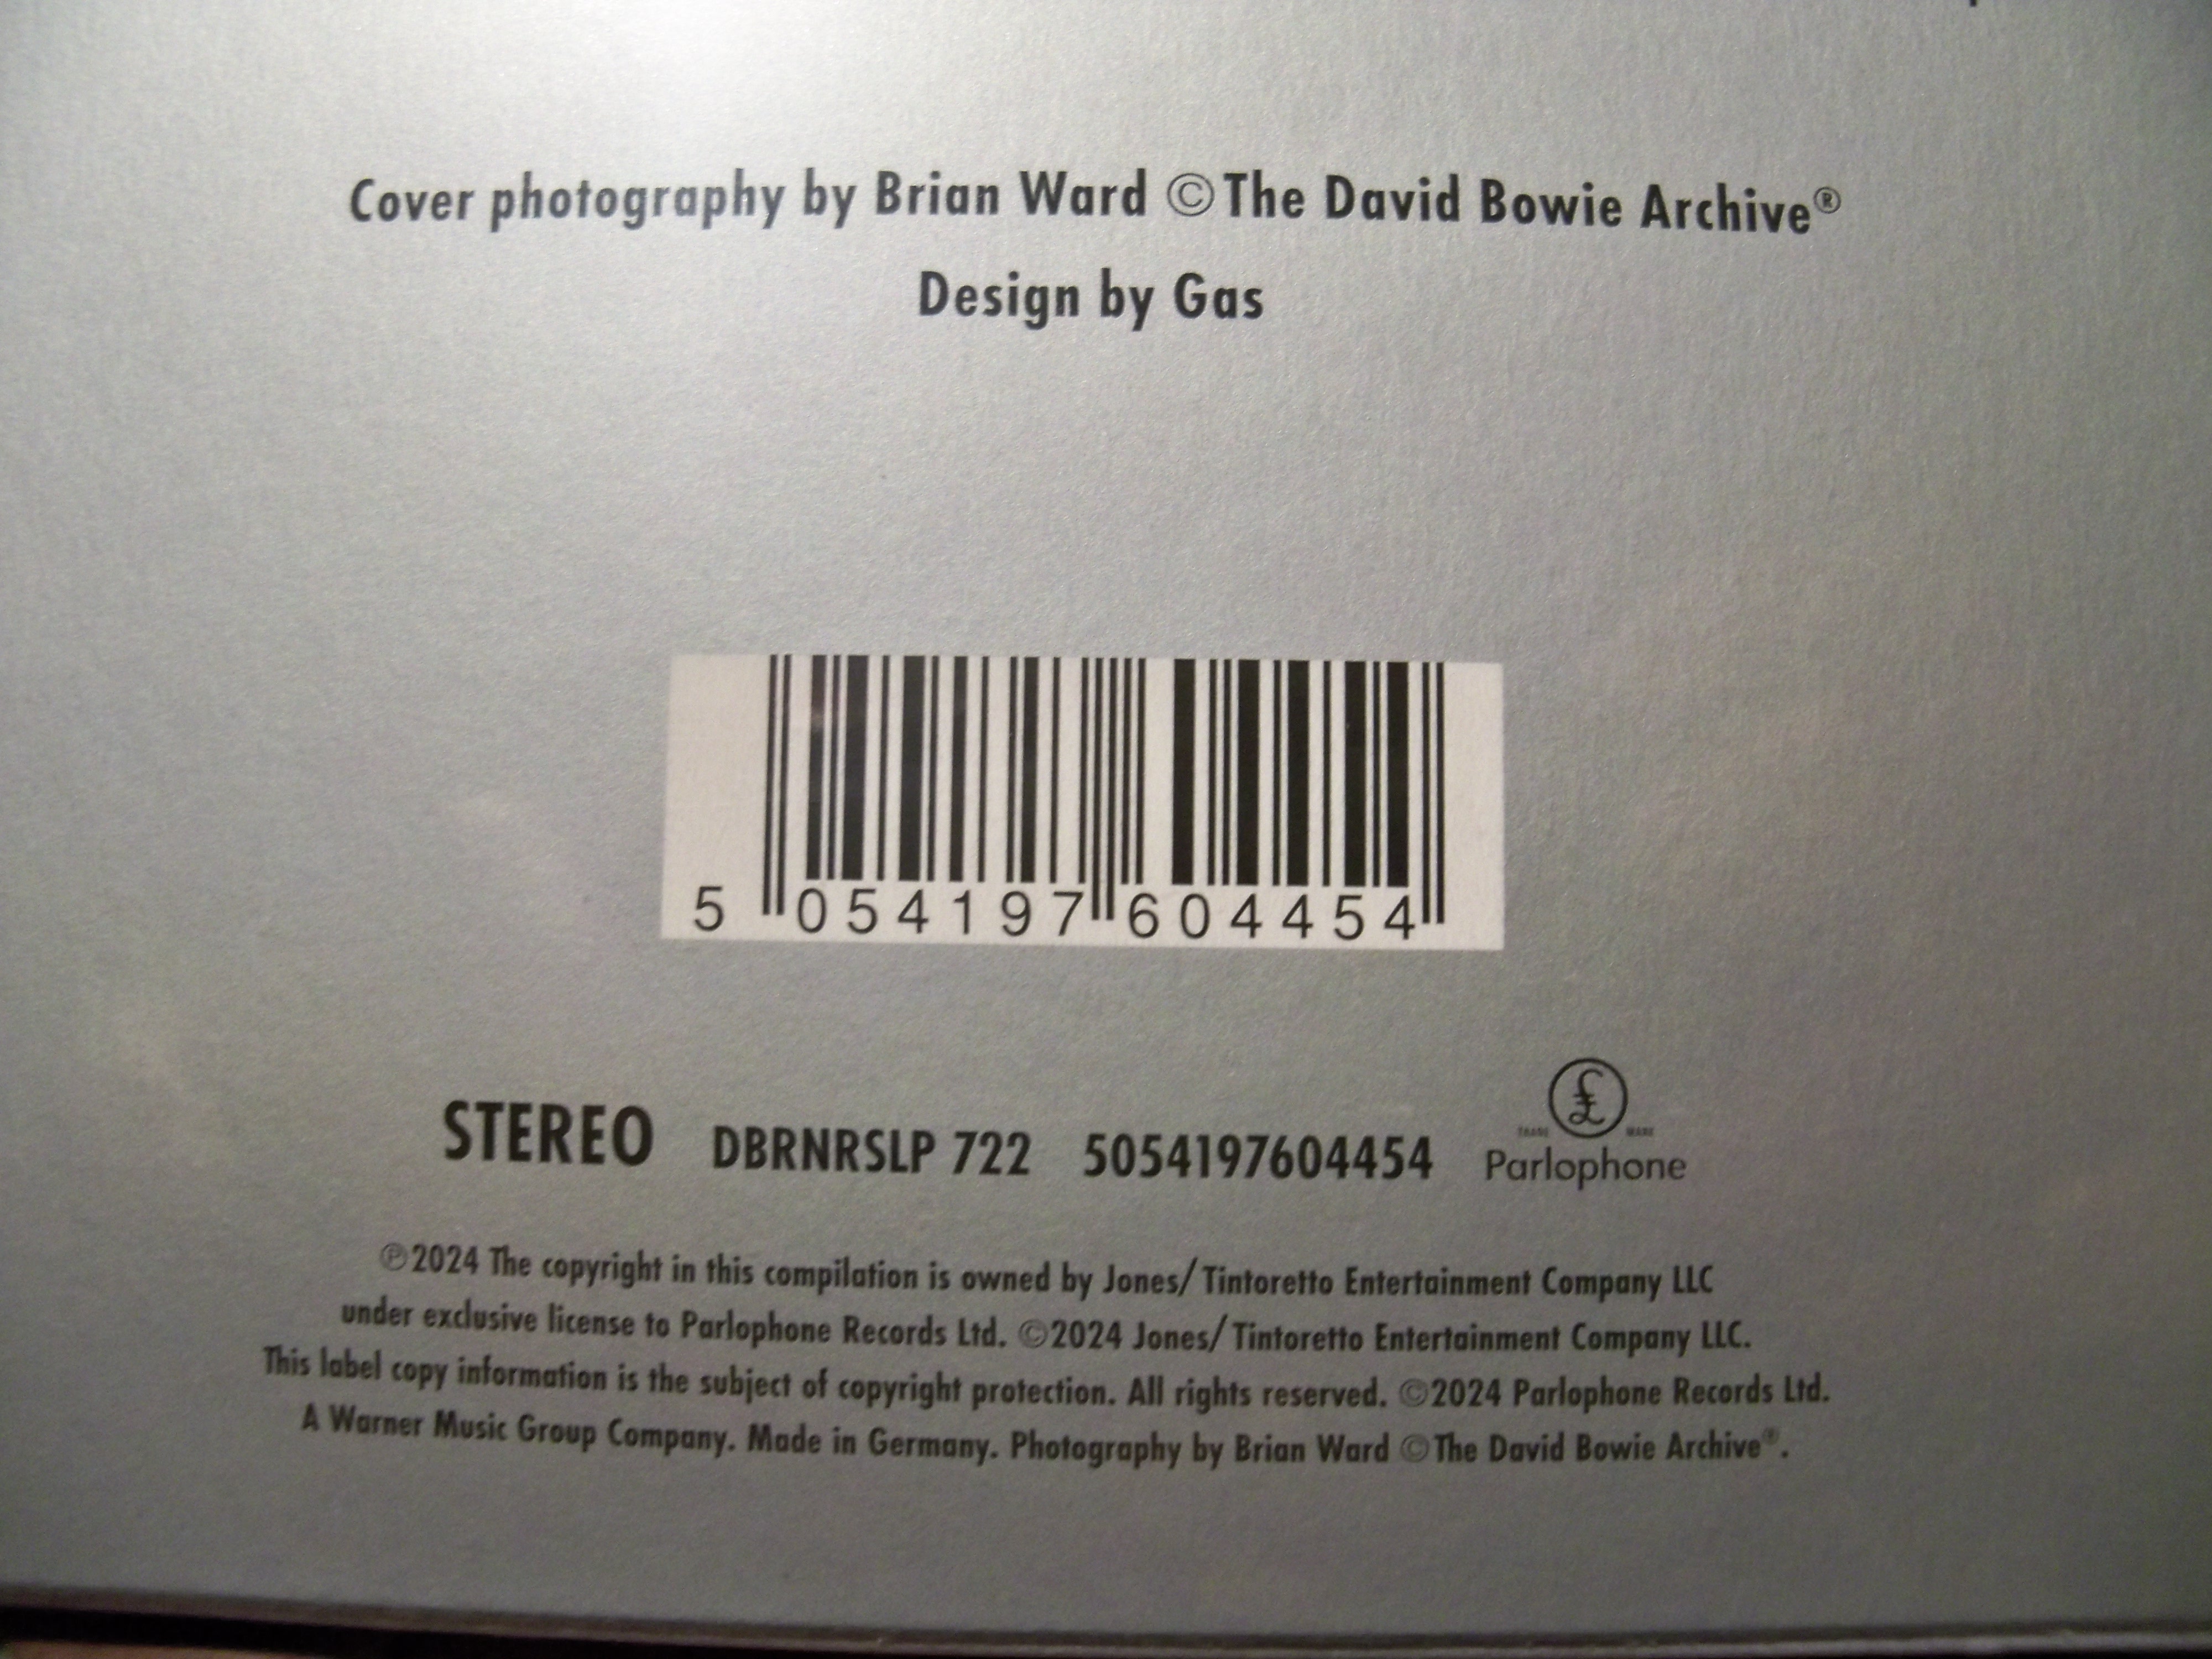 Cover photography by Brian Ward ©The David Bowie Archive®
Design by Gas
5 054197 604454
STEREO DBRNRSLP 722 5054197604454
TRADE MARK
Parlophone
℗2024 The copyright in this compilation is owned by Jones/Tintoretto Entertainment Company LLC
under exclusive license to Parlophone Records Ltd. ©2024 Jones/Tintoretto Entertainment Company LLC.
This label copy information is the subject of copyright protection. All rights reserved. ©2024 Parlophone Records Ltd.
A Warner Music Group Company. Made in Germany. Photography by Brian Ward ©The David Bowie Archive®.